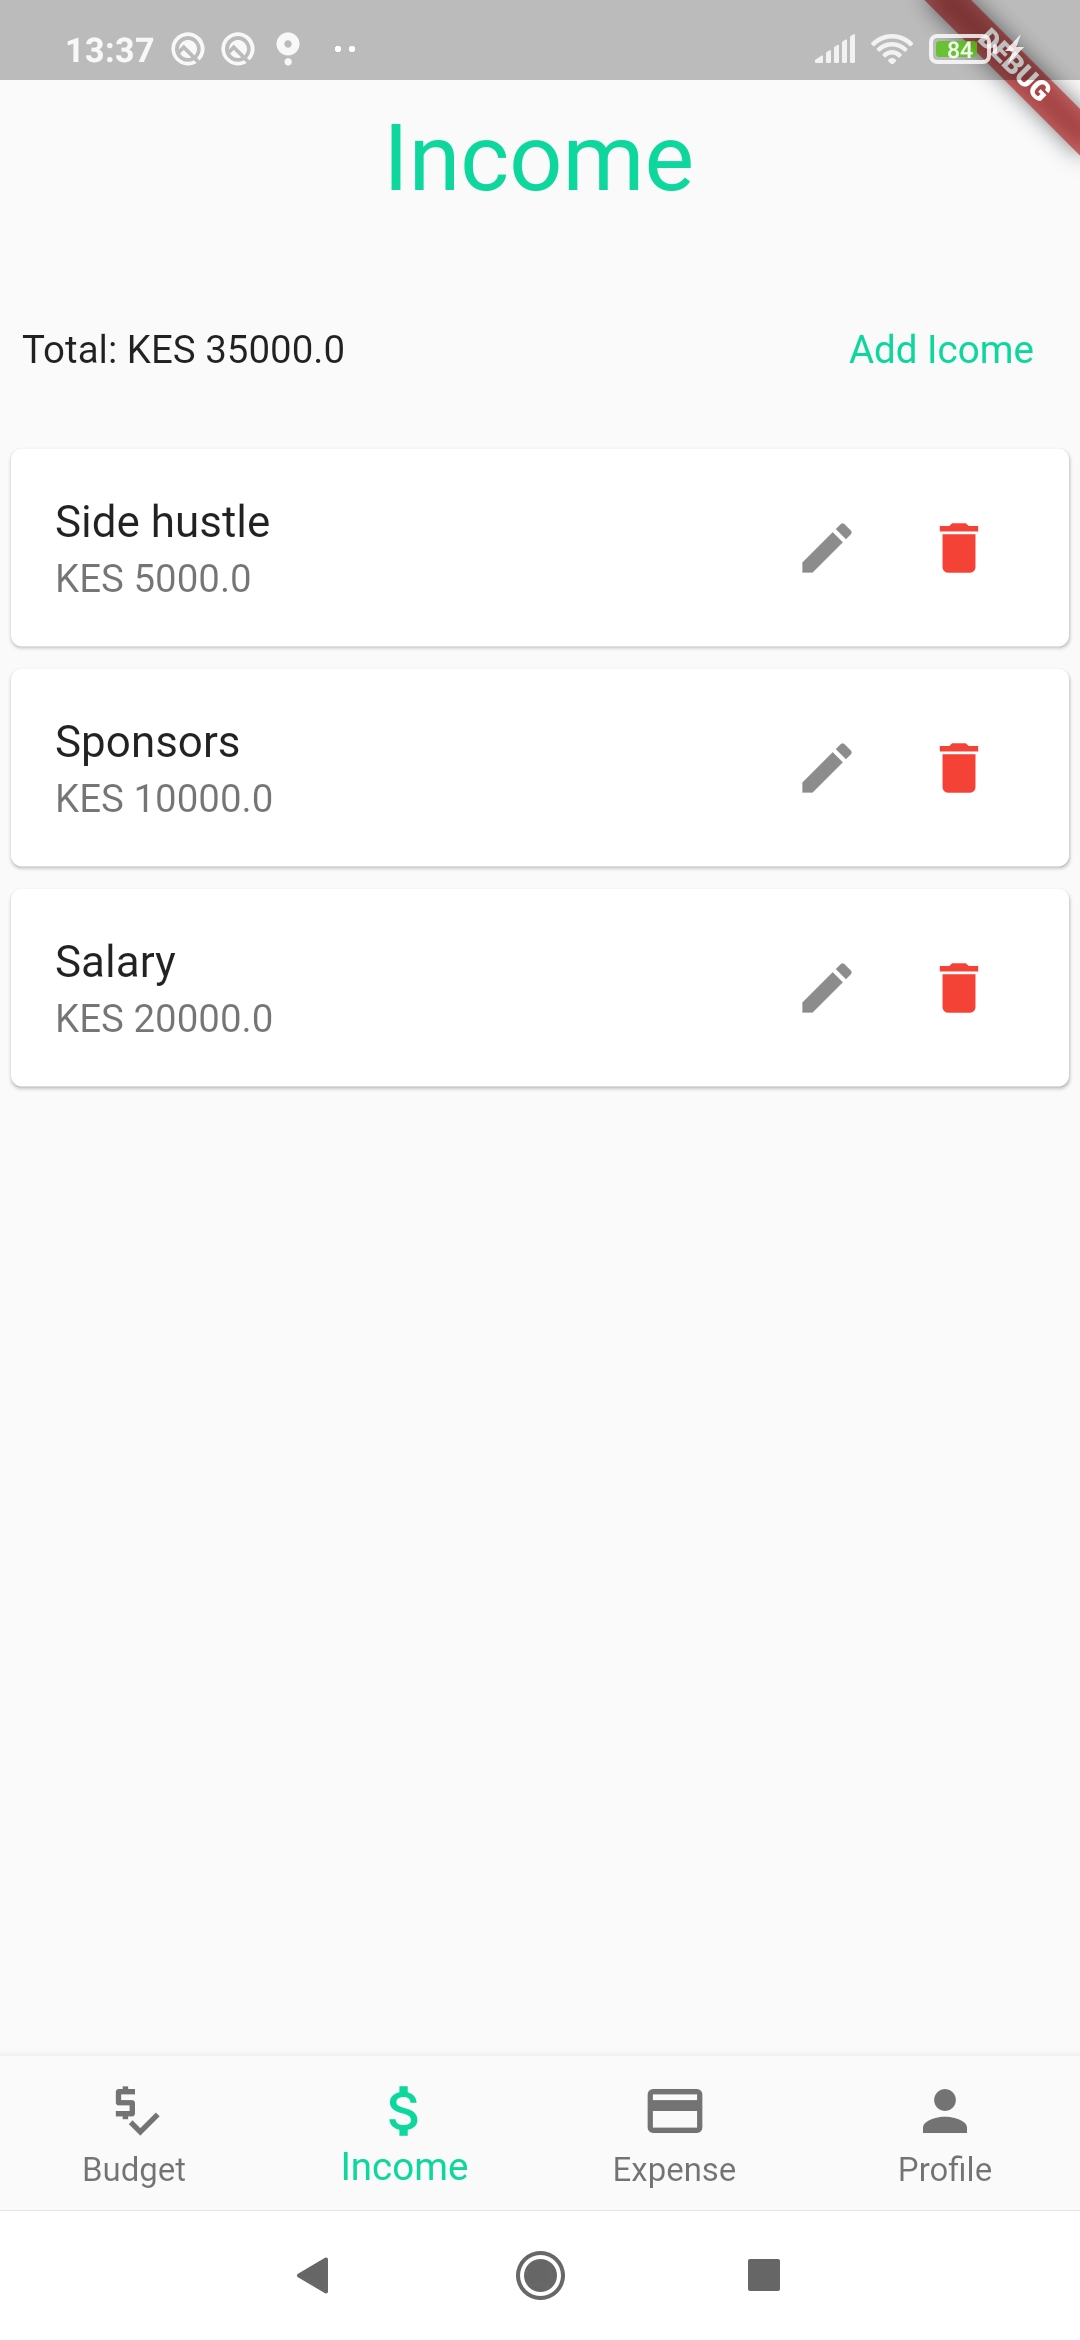 13:37
84
DEBUG
Income
Total: KES 35000.0
Add Icome
Side hustle
KES 5000.0
Sponsors
KES 10000.0
Salary
KES 20000.0
Budget
Income
Expense
Profile